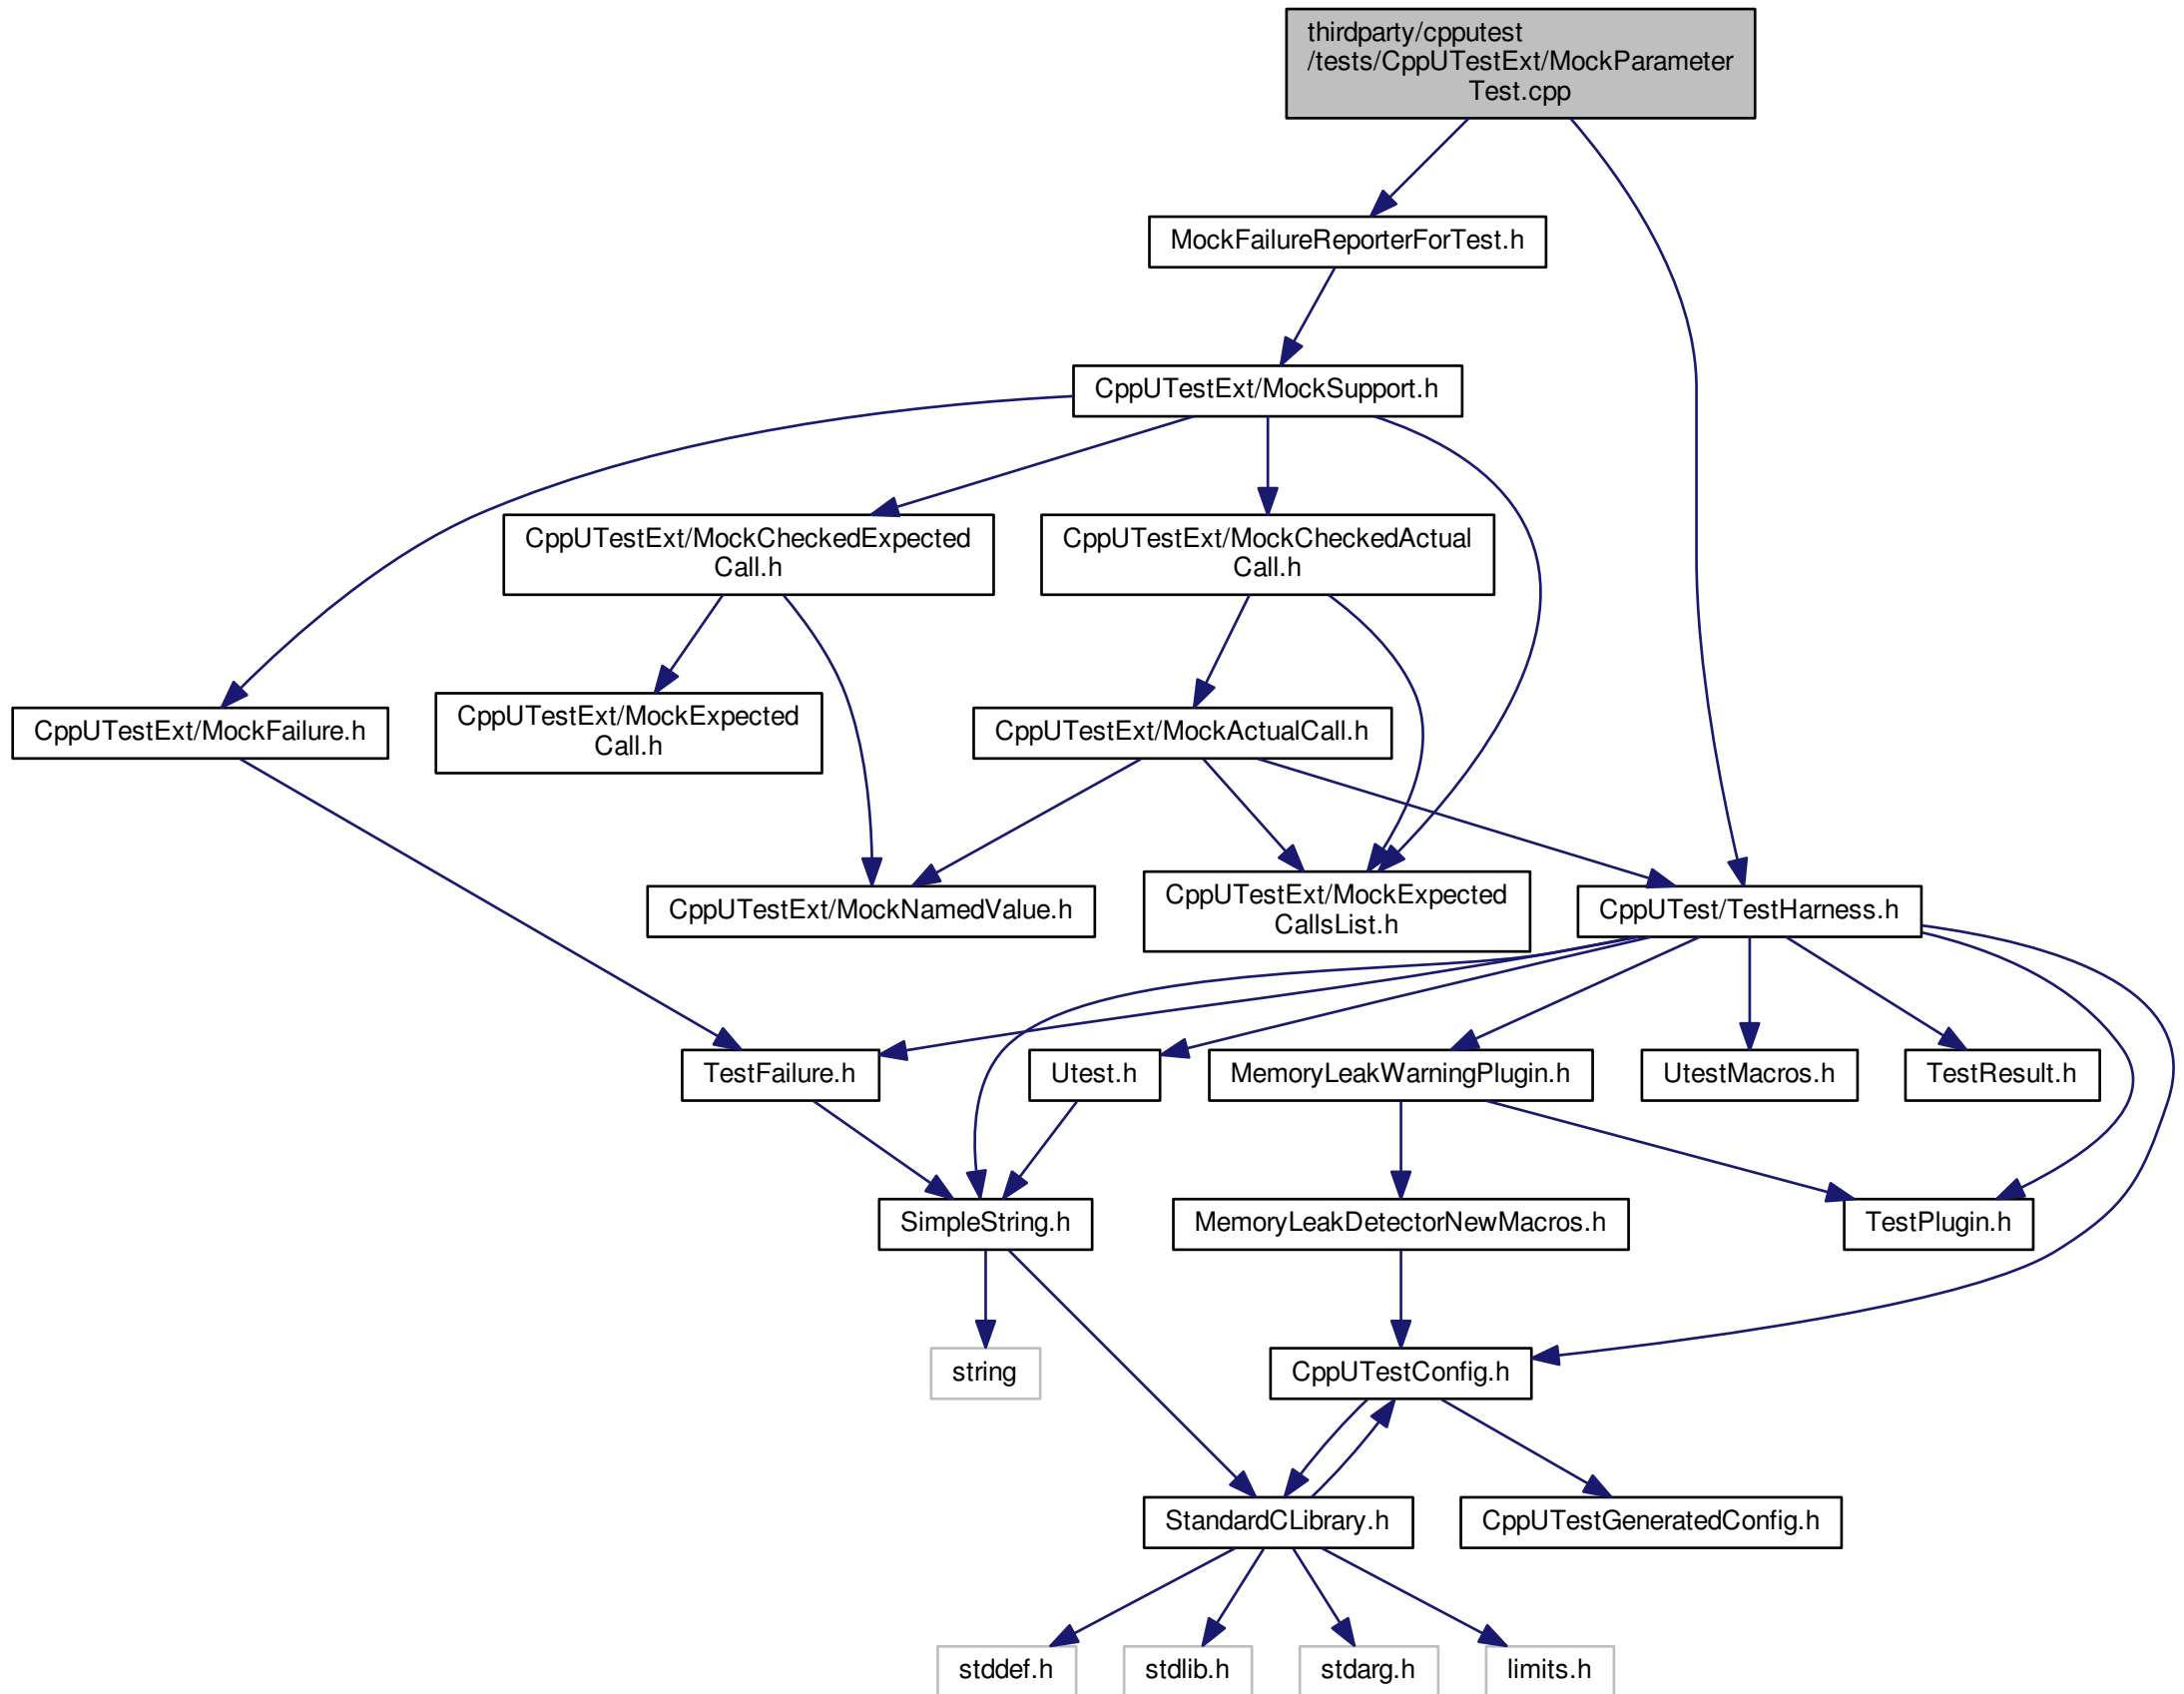 thirdparty/cpputest
/tests/CppUTestExt/MockParameter
Test.cpp
MockFailureReporterForTest.h
CppUTestExt/MockSupport.h
CppUTestExt/MockCheckedExpected
Call.h
CppUTestExt/MockCheckedActual
Call.h
CppUTestExt/MockFailure.h
CppUTestExt/MockExpected
Call.h
CppUTestExt/MockActualCall.h
CppUTestExt/MockNamedValue.h
CppUTestExt/MockExpected
CallsList.h
CppUTest/TestHarness.h
TestFailure.h
Utest.h
MemoryLeakWarningPlugin.h
UtestMacros.h
TestResult.h
SimpleString.h
MemoryLeakDetectorNewMacros.h
TestPlugin.h
string
CppUTestConfig.h
StandardCLibrary.h
CppUTestGeneratedConfig.h
stddef.h
stdlib.h
stdarg.h
limits.h